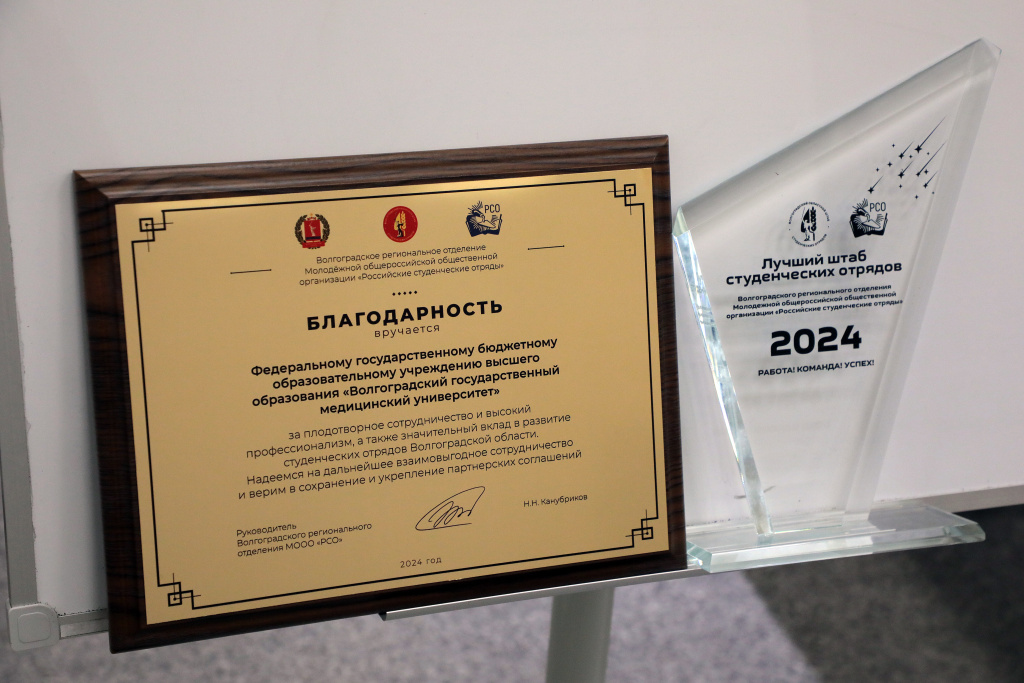 РСО
Волгоградское региональное отделение
Молодёжной общероссийской общественной
организации «Российские студенческие отряды»
БЛАГОДАРНОСТЬ
вручается
Федеральному государственному бюджетному
образовательному учреждению высшего
образования «Волгоградский государственный
медицинский университет»
за плодотворное сотрудничество и высокий
профессионализм, а также значительный вклад в развитие
студенческих отрядов Волгоградской области.
Надеемся на дальнейшее взаимовыгодное сотрудничество
и верим в сохранение и укрепление партнерских соглашений
Руководитель
Волгоградского регионального
отделения МООО «РСО»
Н.Н. Канубриков
2024 год
РСО
Лучший штаб
студенческих отрядов
Волгоградского регионального отделения
Молодежной общероссийской общественной
организации «Российские студенческие отряды»
2024
РАБОТА! КОМАНДА! УСПЕХ!